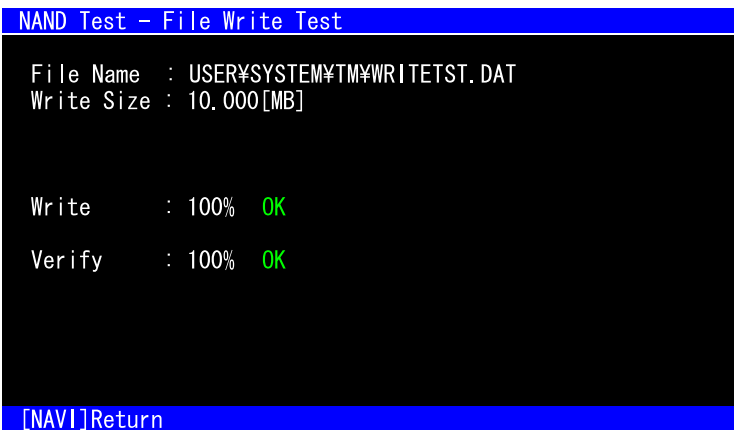 NAND Test - File Write Test
File Name : USER¥SYSTEM¥TM¥WRITETST.DAT
Write Size : 10.000[MB]
Write : 100% OK
Verify : 100% OK
[NAVI]Return